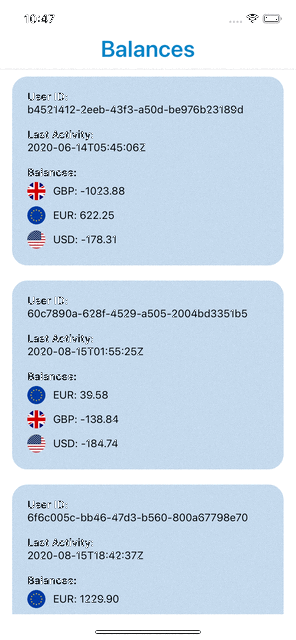 10:47
Balances
User ID:
b4521412-2eeb-43f3-a50d-be976b23189d
Last Activity:
2020-06-14T05:45:06Z
Balances:
GBP: -1023.88
EUR: 622.25
USD: -178.31
User ID:
60c7890a-628f-4529-a505-2004bd3351b5
Last Activity:
2020-08-15T01:55:25Z
Balances:
EUR: 39.58
GBP: -138.84
USD: -184.74
User ID:
6f6c005c-bb46-47d3-b560-800a67798e70
Last Activity:
2020-08-15T18:42:37Z
Balances:
EUR: 1229.90